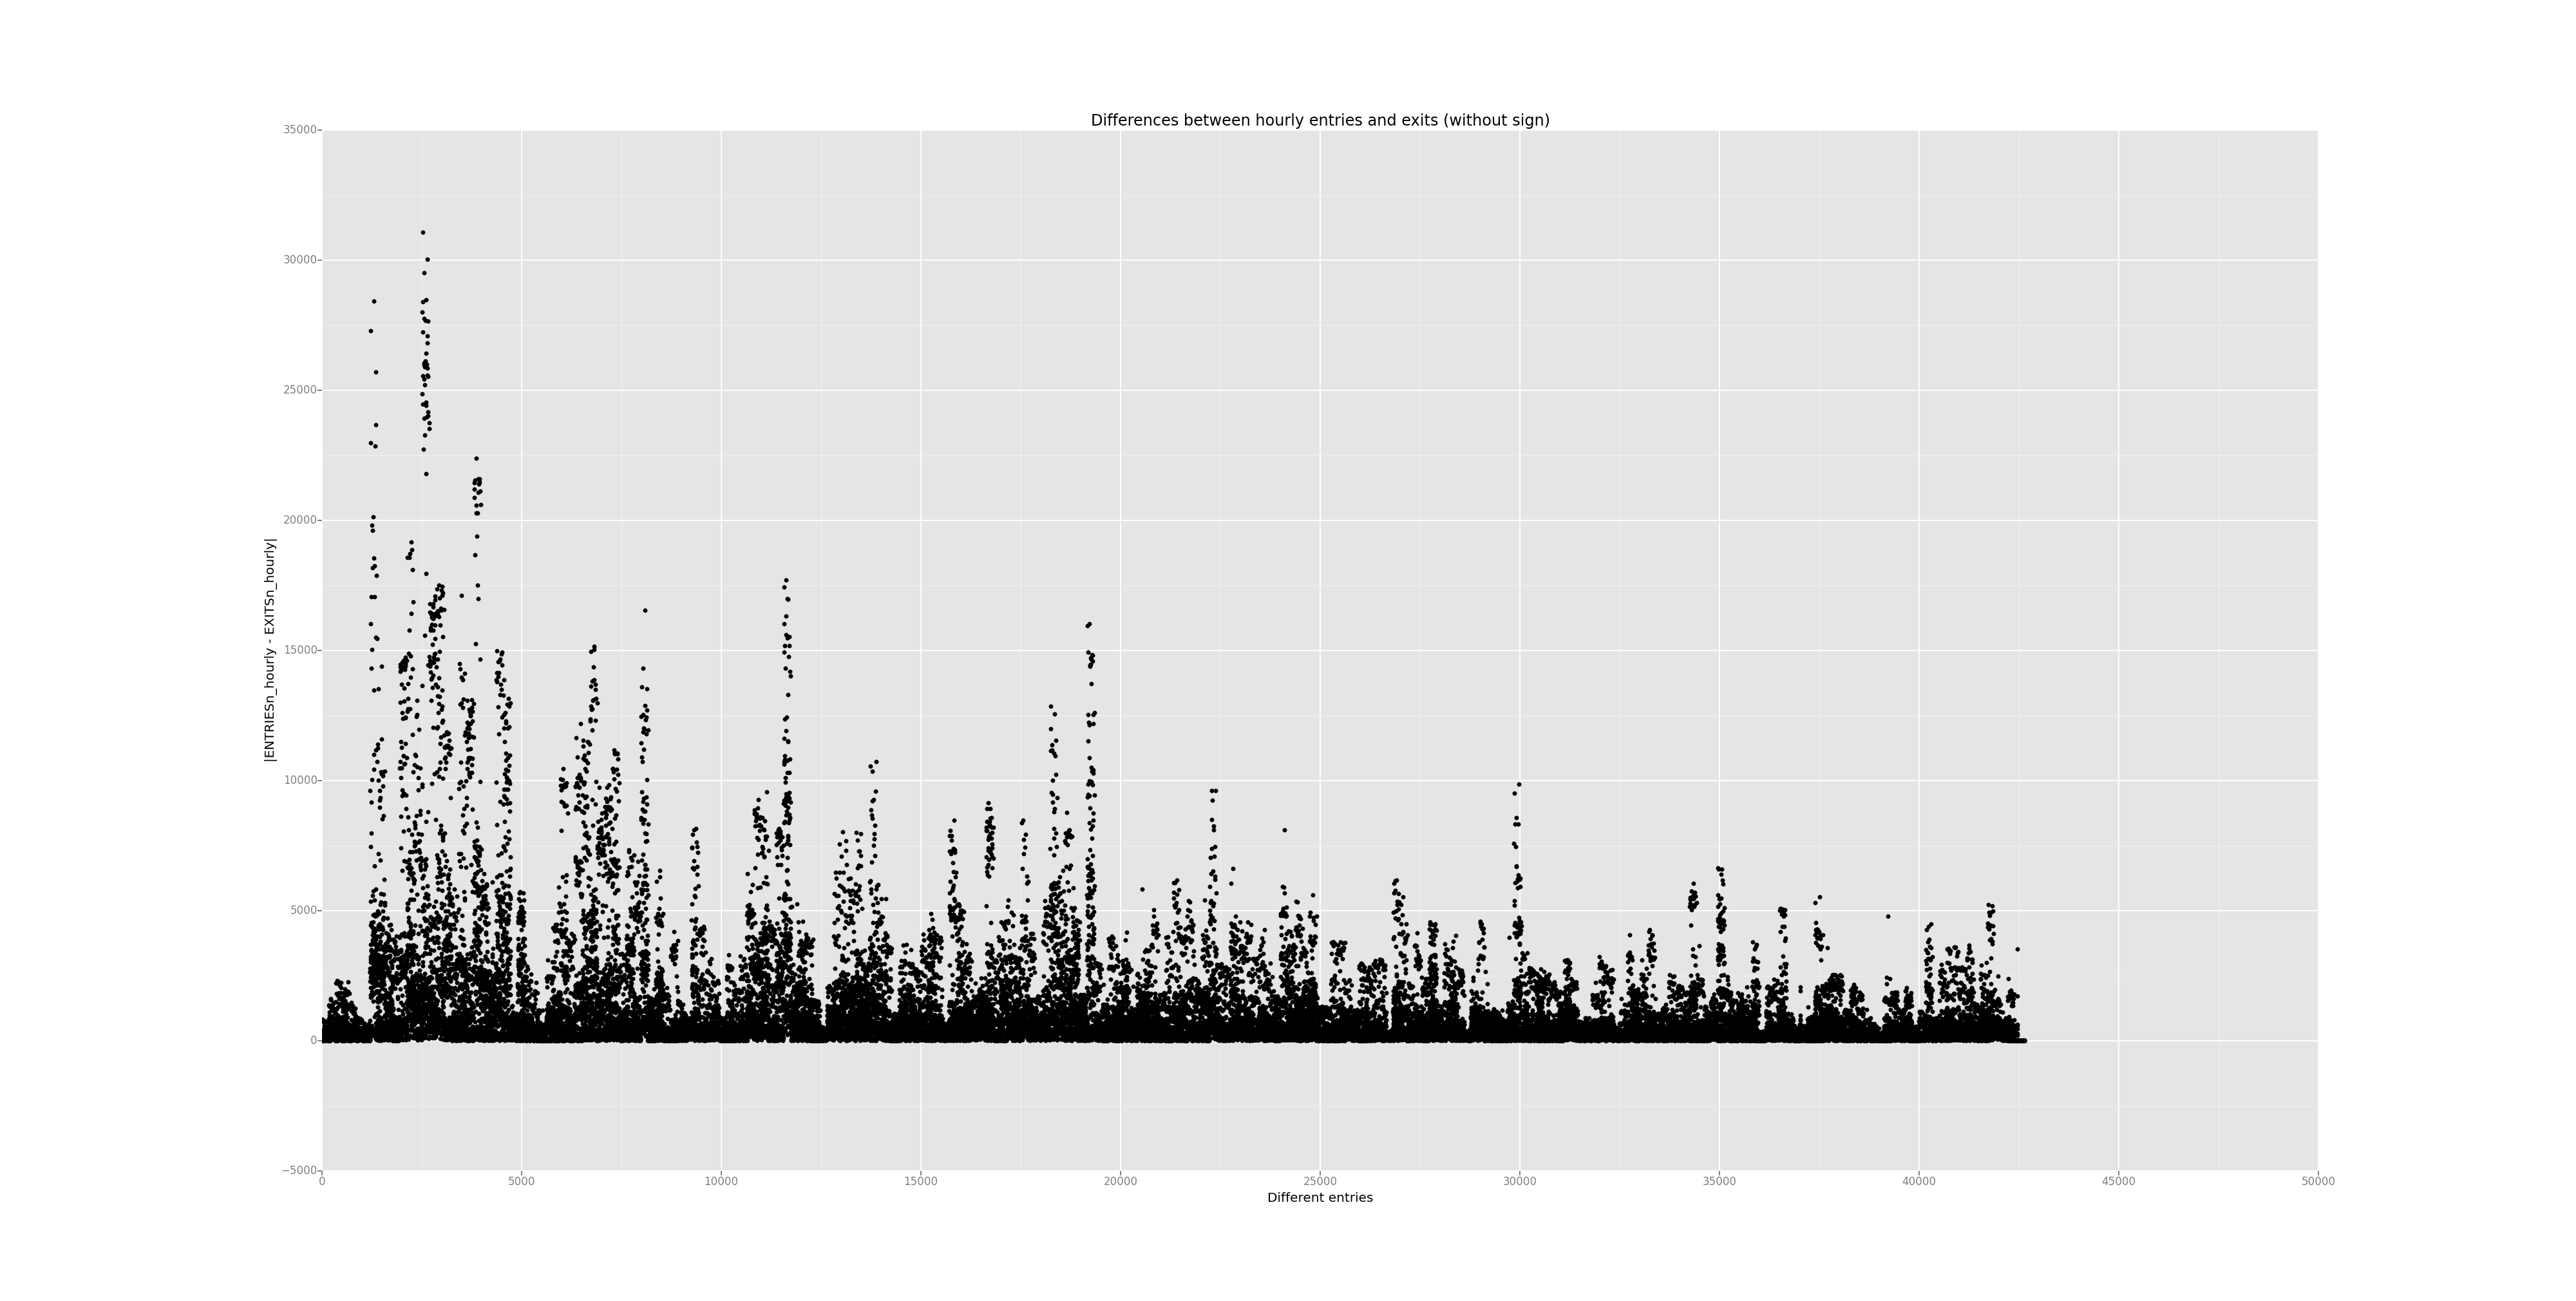 Differences between hourly entries and exits (without sign)
35000
30000
25000
20000
15000
10000
5000
0
−5000
|ENTRIESn_hourly - EXITSn_hourly|
0 5000 10000 15000 20000 25000 30000 35000 40000 45000 50000
Different entries